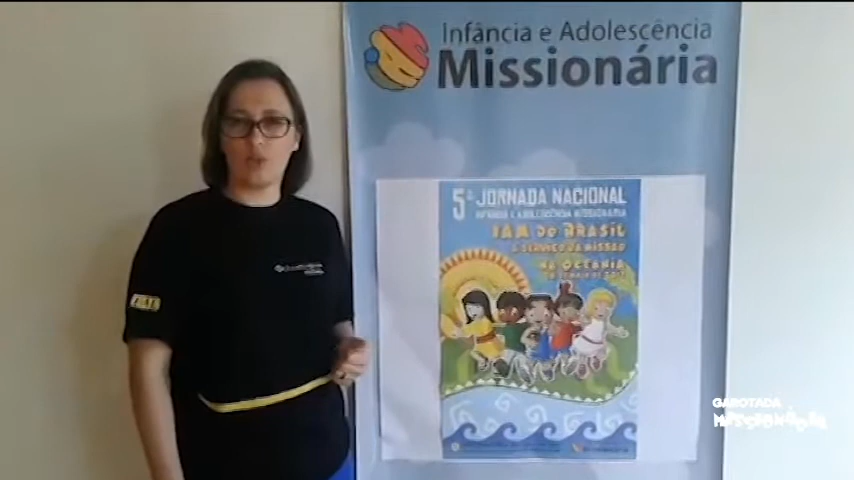 Infância e Adolescência
Missionária
5ª JORNADA NACIONAL
INFÂNCIA E ADOLESCÊNCIA MISSIONÁRIA
IAM DO BRASIL
A SERVIÇO DA MISSÃO
NA OCEANIA
GAROTADA
MISSIONÁRIA